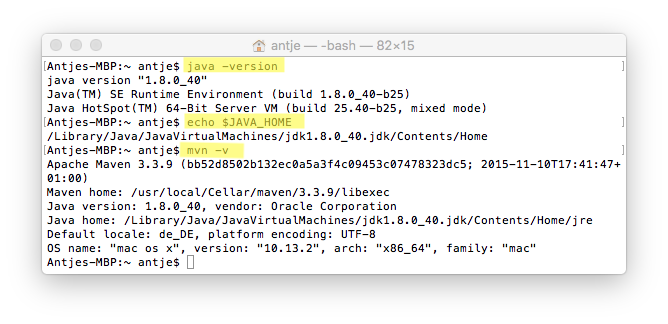 antje — -bash — 82×15
[Antjes-MBP:~ antje$ java -version ]
java version "1.8.0_40"
Java(TM) SE Runtime Environment (build 1.8.0_40-b25)
Java HotSpot(TM) 64-Bit Server VM (build 25.40-b25, mixed mode)
[Antjes-MBP:~ antje$ echo $JAVA_HOME ]
/Library/Java/JavaVirtualMachines/jdk1.8.0_40.jdk/Contents/Home
[Antjes-MBP:~ antje$ mvn -v ]
Apache Maven 3.3.9 (bb52d8502b132ec0a5a3f4c09453c07478323dc5; 2015-11-10T17:41:47+
01:00)
Maven home: /usr/local/Cellar/maven/3.3.9/libexec
Java version: 1.8.0_40, vendor: Oracle Corporation
Java home: /Library/Java/JavaVirtualMachines/jdk1.8.0_40.jdk/Contents/Home/jre
Default locale: de_DE, platform encoding: UTF-8
OS name: "mac os x", version: "10.13.2", arch: "x86_64", family: "mac"
Antjes-MBP:~ antje$